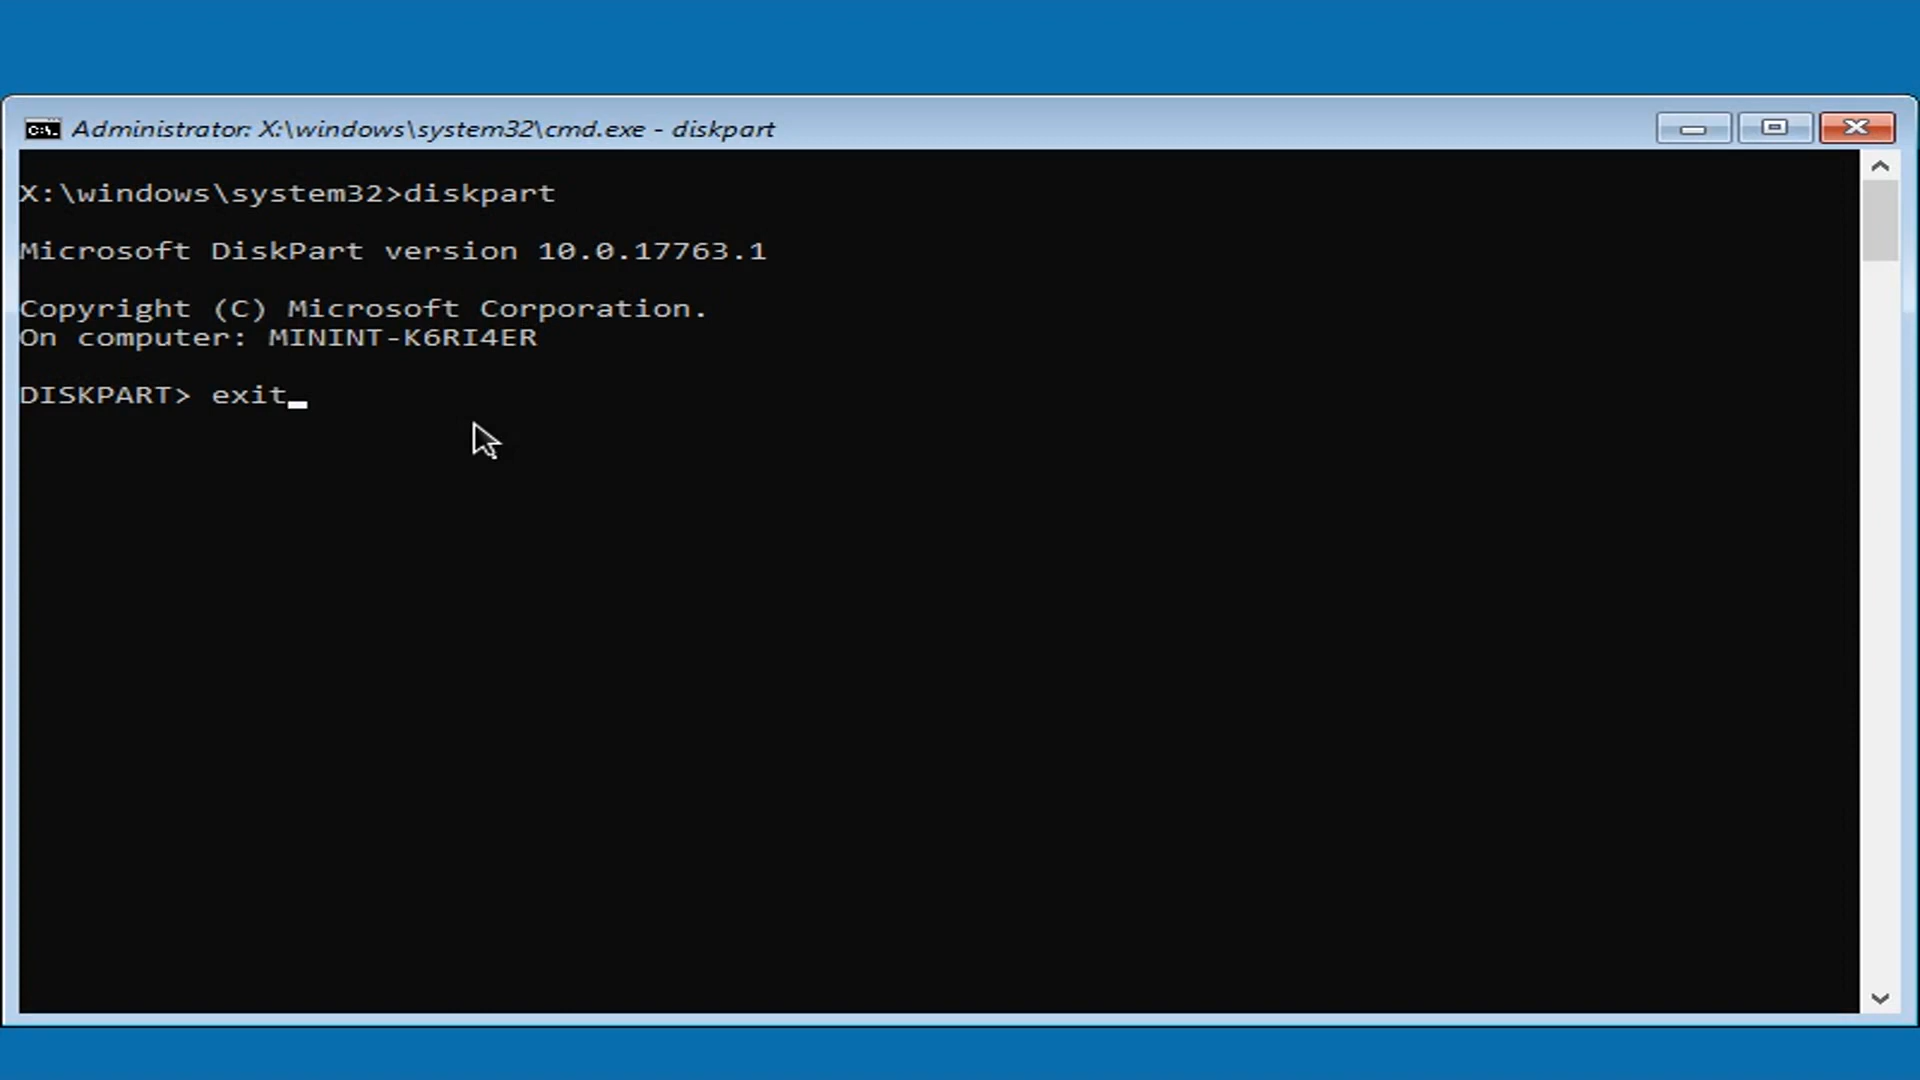 Administrator: X:\windows\system32\cmd.exe - diskpart
X:\windows\system32>diskpart
Microsoft DiskPart version 10.0.17763.1
Copyright (C) Microsoft Corporation.
On computer: MININT-K6RI4ER
DISKPART> exit